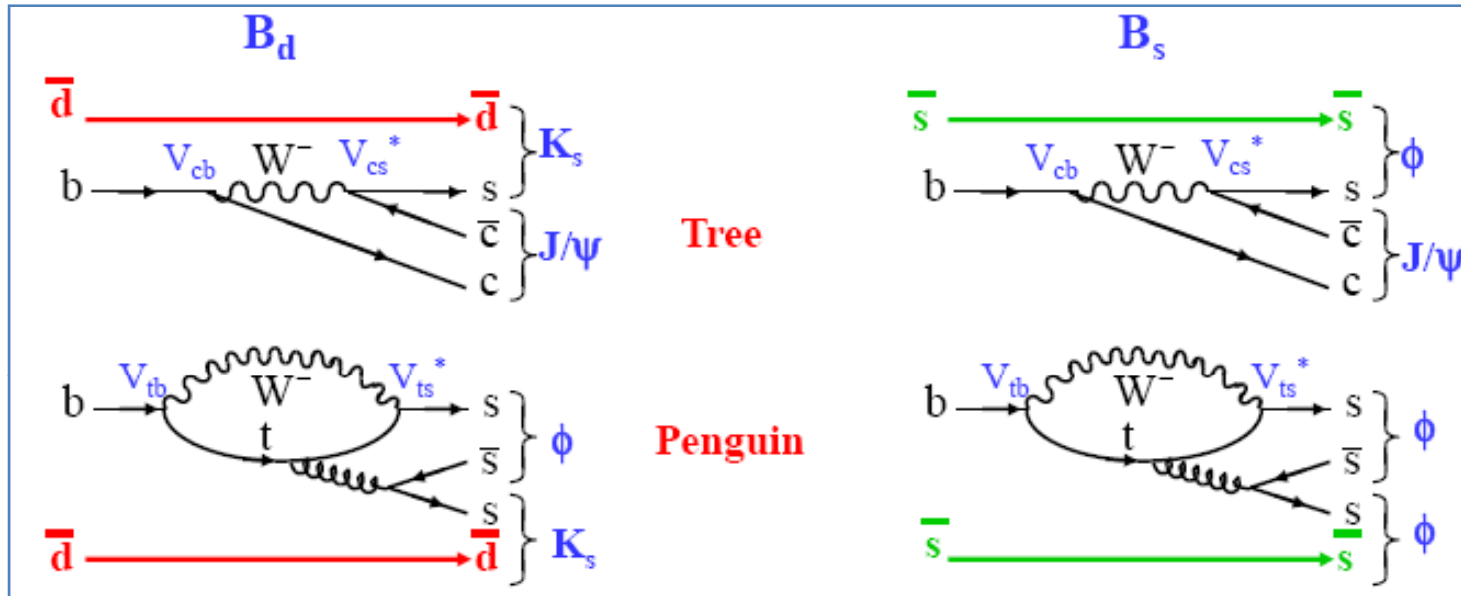 B_d B_s
d̅ d̅ s̅ s̅
V_cb W⁻ V_cs* K_s V_cb W⁻ V_cs* ϕ
b s b s
c̅ Tree c̅
J/ψ J/ψ
c c
V_tb W⁻ V_ts* V_tb W⁻ V_ts*
b s b s
t ϕ Penguin t ϕ
s̅ s̅
s s
d̅ d̅ K_s s̅ s̅ ϕ